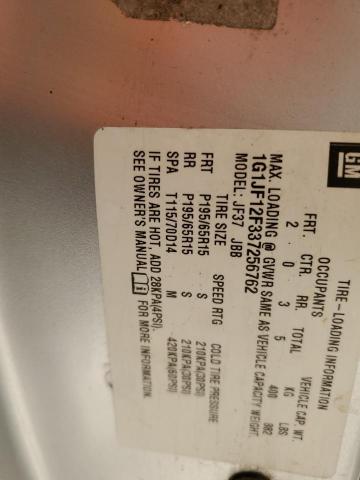 GM
TIRE-LOADING INFORMATION
OCCUPANTS VEHICLE CAP. WT.
FRT. CTR. RR. TOTAL KG LBS
2 0 3 5 400 882
MAX. LOADING @ GVWR SAME AS VEHICLE CAPACITY WEIGHT.
1G1JF12F337256762
MODEL: JF37 JBB
TIRE SIZE SPEED RTG COLD TIRE PRESSURE
FRT P195/65R15 S 210KPA(30PSI)
RR P195/65R15 S 210KPA(30PSI)
SPA T115/70D14 M 420KPA(60PSI)
IF TIRES ARE HOT, ADD 28KPA(4PSI).
SEE OWNER'S MANUAL FOR MORE INFORMATION.